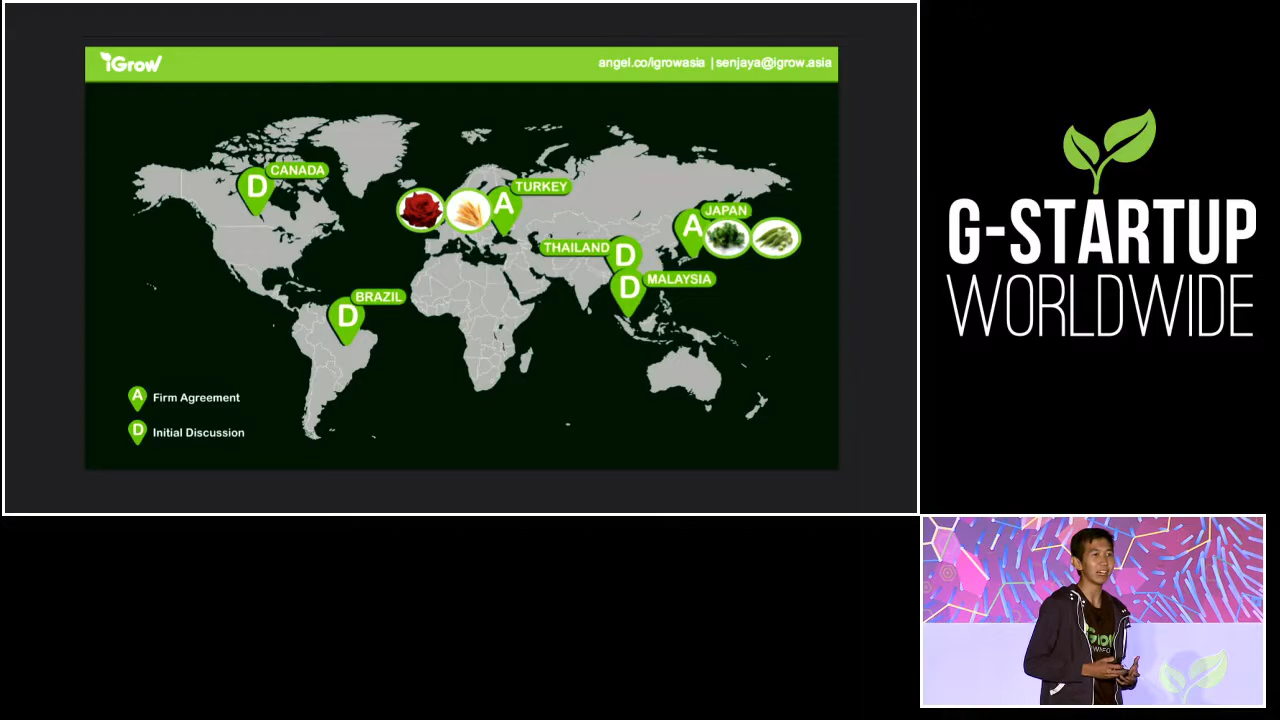 iGrow
angel.co/igrowasia | senjaya@igrow.asia
D
CANADA
TURKEY
A
JAPAN
A
THAILAND
D
MALAYSIA
D
BRAZIL
D
A Firm Agreement
D Initial Discussion
G-STARTUP
WORLDWIDE